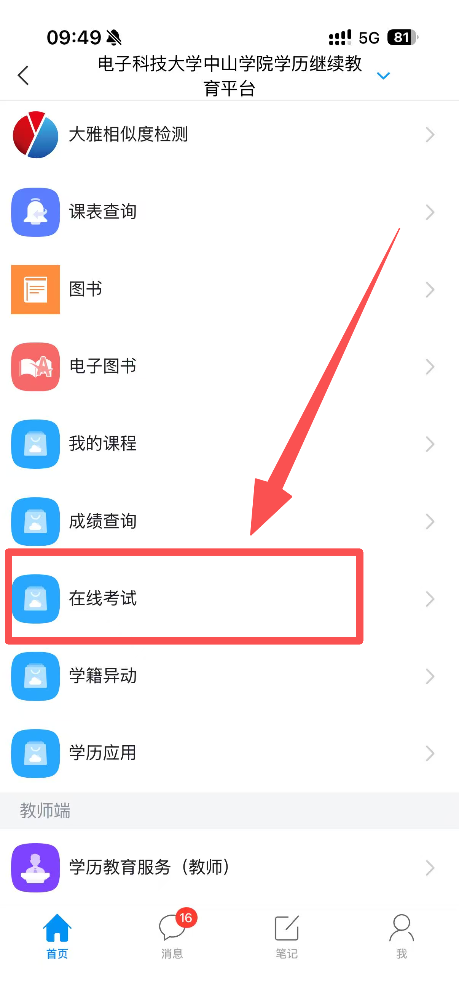 09:49
5G
81
电子科技大学中山学院学历继续教
育平台
大雅相似度检测
课表查询
图书
电子图书
我的课程
成绩查询
在线考试
学籍异动
学历应用
教师端
学历教育服务（教师）
16
首页
消息
笔记
我